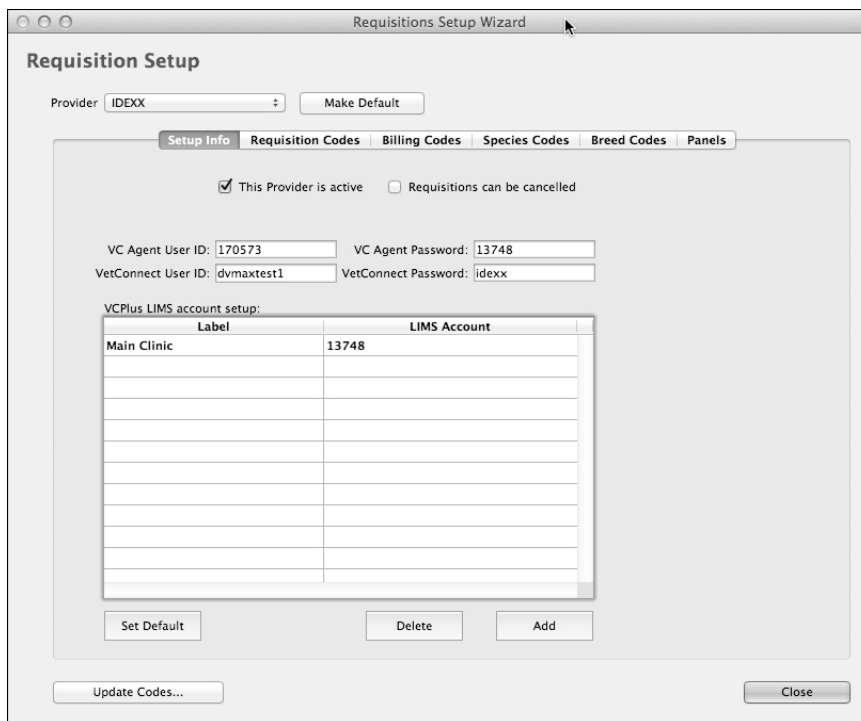 Requisitions Setup Wizard
Requisition Setup
Provider IDEXX Make Default
Setup Info Requisition Codes Billing Codes Species Codes Breed Codes Panels
This Provider is active Requisitions can be cancelled
VC Agent User ID: 170573 VC Agent Password: 13748
VetConnect User ID: dvmaxtest1 VetConnect Password: idexx
VCPlus LIMS account setup:
Label LIMS Account
Main Clinic 13748
Set Default Delete Add
Update Codes... Close